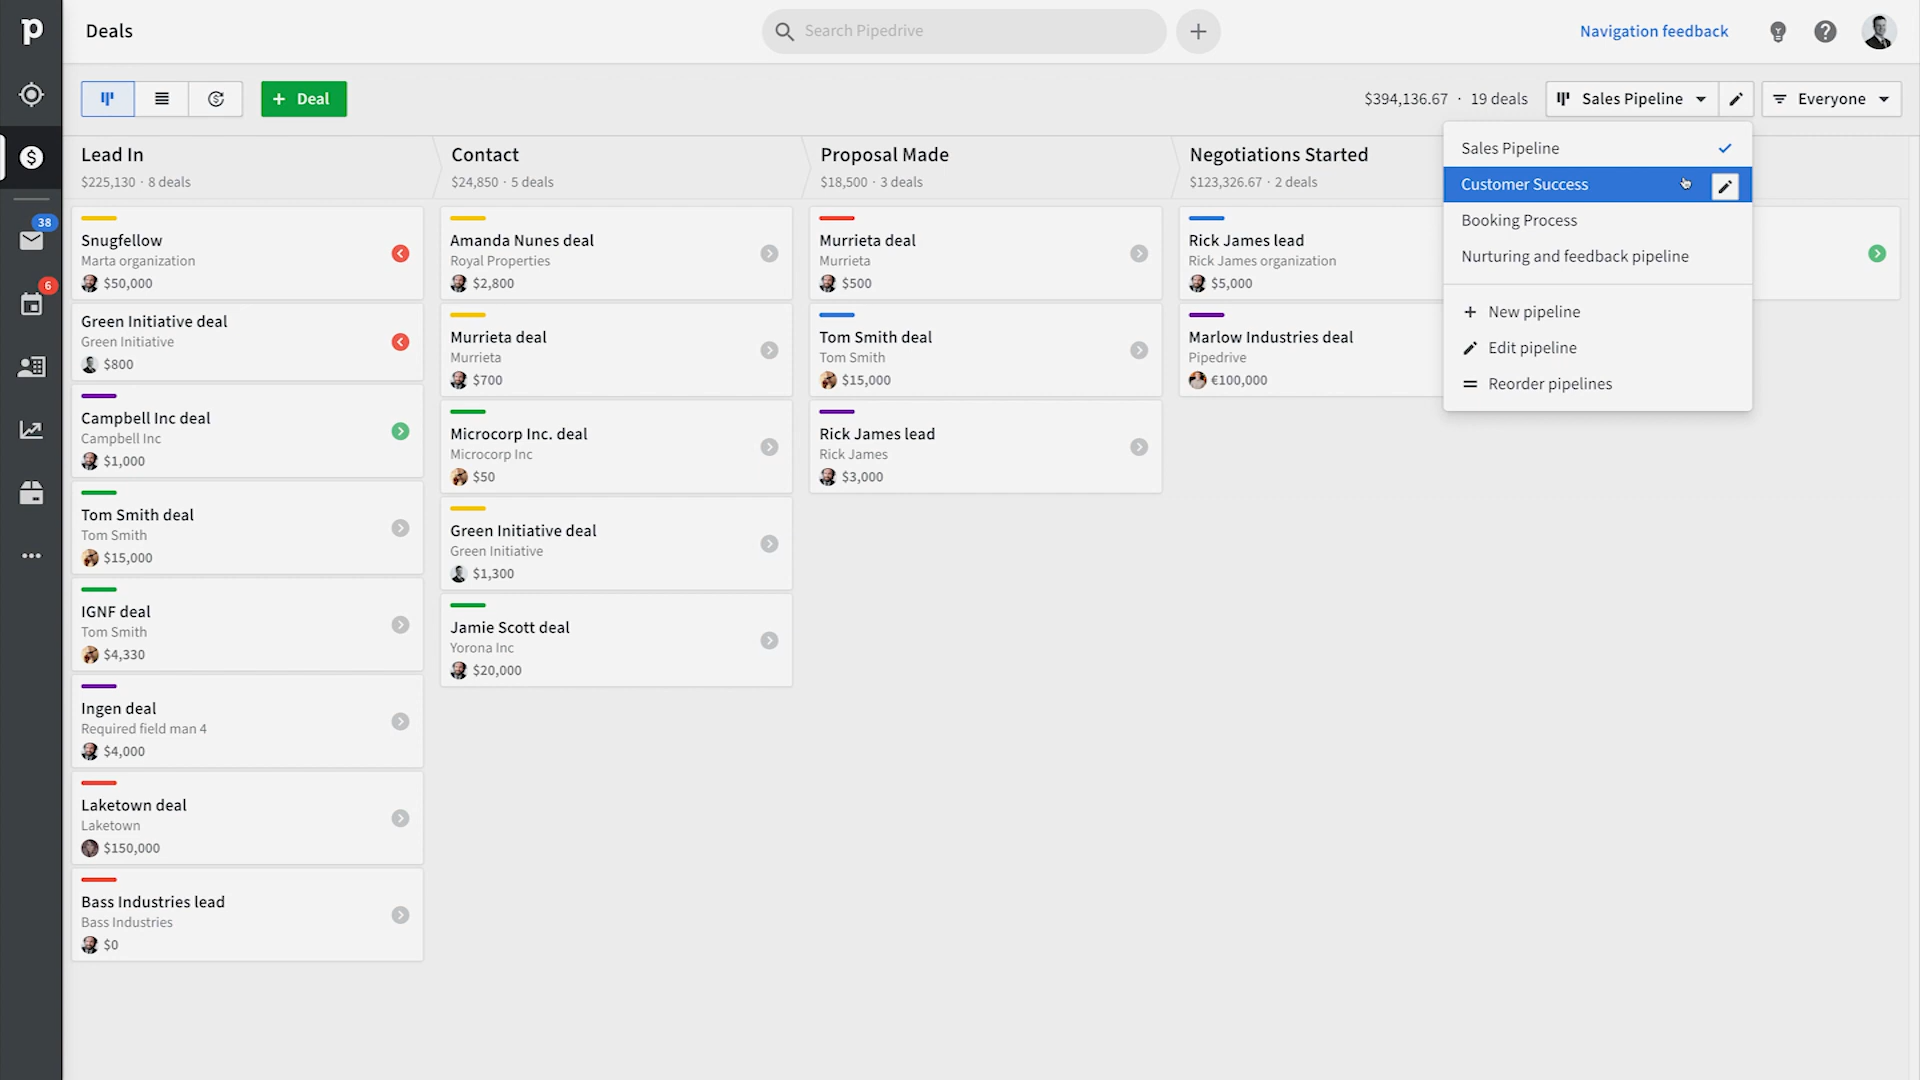 Deals
Search Pipedrive
Navigation feedback
+ Deal
$394,136.67 · 19 deals
Sales Pipeline
Everyone
38
6
Lead In
$225,130 · 8 deals
Snugfellow
Marta organization
$50,000
Green Initiative deal
Green Initiative
$800
Campbell Inc deal
Campbell Inc
$1,000
Tom Smith deal
Tom Smith
$15,000
IGNF deal
Tom Smith
$4,330
Ingen deal
Required field man 4
$4,000
Laketown deal
Laketown
$150,000
Bass Industries lead
Bass Industries
$0
Contact
$24,850 · 5 deals
Amanda Nunes deal
Royal Properties
$2,800
Murrieta deal
Murrieta
$700
Microcorp Inc. deal
Microcorp Inc
$50
Green Initiative deal
Green Initiative
$1,300
Jamie Scott deal
Yorona Inc
$20,000
Proposal Made
$18,500 · 3 deals
Murrieta deal
Murrieta
$500
Tom Smith deal
Tom Smith
$15,000
Rick James lead
Rick James
$3,000
Negotiations Started
$123,326.67 · 2 deals
Rick James lead
Rick James organization
$5,000
Marlow Industries deal
Pipedrive
€100,000
Sales Pipeline
Customer Success
Booking Process
Nurturing and feedback pipeline
+ New pipeline
Edit pipeline
Reorder pipelines